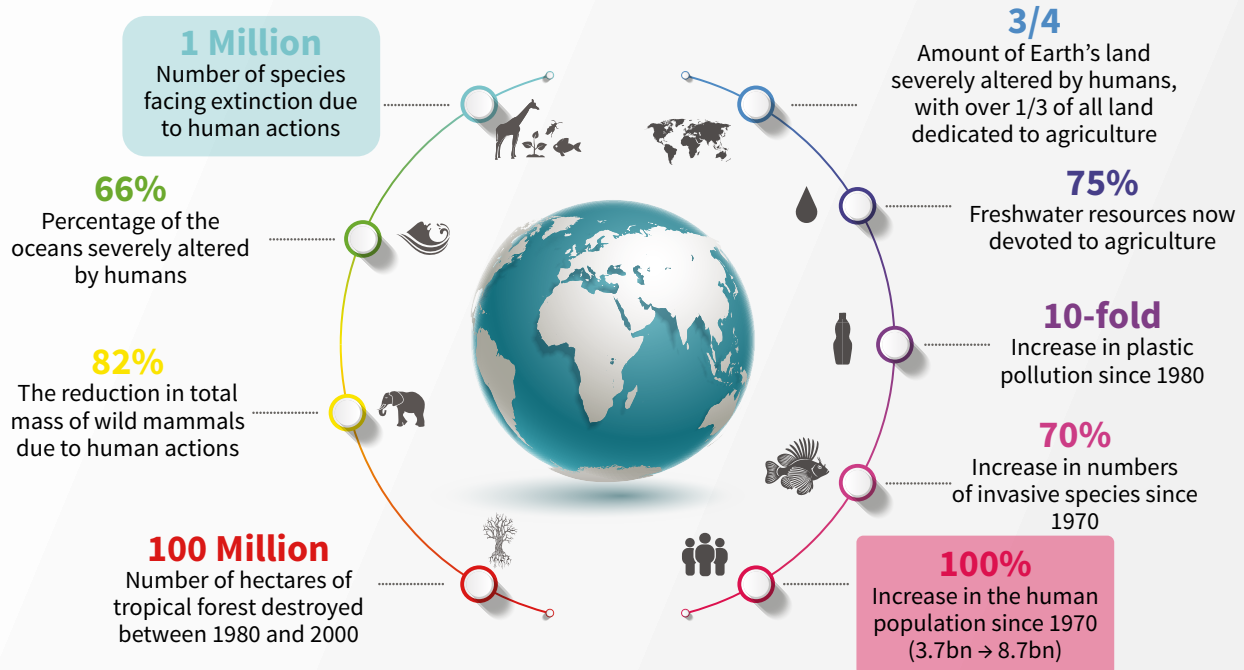 1 Million
Number of species
facing extinction due
to human actions
66%
Percentage of the
oceans severely altered
by humans
82%
The reduction in total
mass of wild mammals
due to human actions
100 Million
Number of hectares of
tropical forest destroyed
between 1980 and 2000
3/4
Amount of Earth’s land
severely altered by humans,
with over 1/3 of all land
dedicated to agriculture
75%
Freshwater resources now
devoted to agriculture
10-fold
Increase in plastic
pollution since 1980
70%
Increase in numbers
of invasive species since
1970
100%
Increase in the human
population since 1970
(3.7bn → 8.7bn)